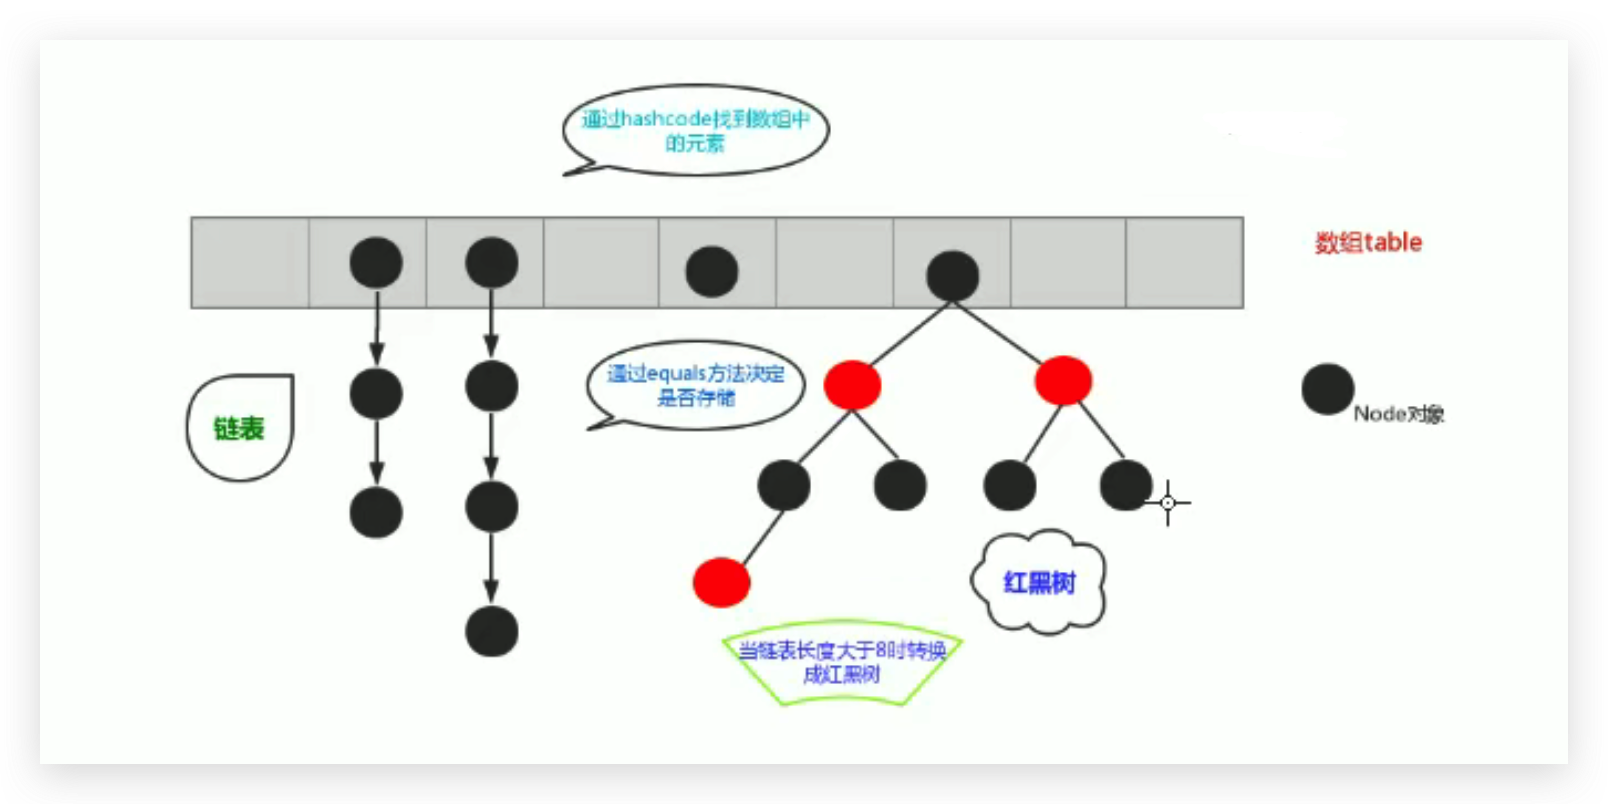 通过hashcode找到数组中
的元素
数组table
通过equals方法决定
是否存储
链表
Node对象
红黑树
当链表长度大于8时转换
成红黑树